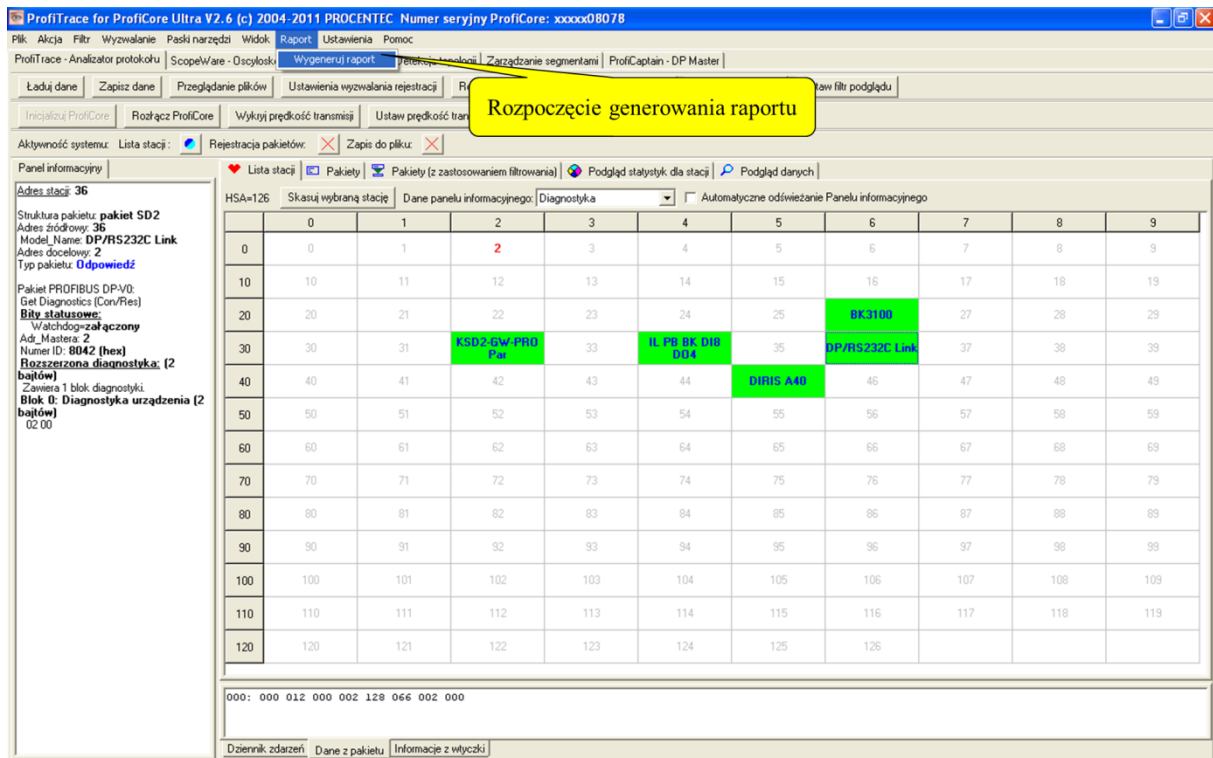 ProfiTrace for ProfiCore Ultra V2.6 (c) 2004-2011 PROCENTEC Numer seryjny ProfiCore: xxxxx08078
Plik Akcja Filtr Wyzwalanie Paski narzędzi Widok Raport Ustawienia Pomoc
ProfiTrace - Analizator protokołu ScopeWare - Oscylosk Wygeneruj raport Zarządzanie segmentami ProfiCaptain - DP Master
Ładuj dane Zapisz dane Przeglądanie plików Ustawienia wyzwalania rejestracji taw filtr podglądu
Rozpoczęcie generowania raportu
Inicjalizuj ProfiCore Rozłącz ProfiCore Wykryj prędkość transmisji Ustaw prędkość tran
Aktywność systemu: Lista stacji: Rejestracja pakietów: Zapis do pliku:
Panel informacyjny
Adres stacji: 36
Struktura pakietu: pakiet SD2
Adres źródłowy: 36
Model_Name: DP/RS232C Link
Adres docelowy: 2
Typ pakietu: Odpowiedź
Pakiet PROFIBUS DP-V0:
Get Diagnostics (Con/Res)
Bity statusowe:
Watchdog=załączony
Adr_Mastera: 2
Numer ID: 8042 (hex)
Rozszerzona diagnostyka: (2
bajtów)
Zawiera 1 blok diagnostyki.
Blok 0: Diagnostyka urządzenia (2
bajtów)
02 00
Lista stacji Pakiety Pakiety (z zastosowaniem filtrowania) Podgląd statystyk dla stacji Podgląd danych
HSA=126 Skasuj wybraną stację Dane panelu informacyjnego: Diagnostyka Automatyczne odświeżanie Panelu informacyjnego
0 1 2 3 4 5 6 7 8 9
0 0 1 2 3 4 5 6 7 8 9
10 10 11 12 13 14 15 16 17 18 19
20 20 21 22 23 24 25 BK3100 27 28 29
30 30 31 KSD2-GW-PRO Par 33 IL PB BK DI8 DO4 35 DP/RS232C Link 37 38 39
40 40 41 42 43 44 DIRIS A40 46 47 48 49
50 50 51 52 53 54 55 56 57 58 59
60 60 61 62 63 64 65 66 67 68 69
70 70 71 72 73 74 75 76 77 78 79
80 80 81 82 83 84 85 86 87 88 89
90 90 91 92 93 94 95 96 97 98 99
100 100 101 102 103 104 105 106 107 108 109
110 110 111 112 113 114 115 116 117 118 119
120 120 121 122 123 124 125 126
000: 000 012 000 002 128 066 002 000
Dziennik zdarzeń Dane z pakietu Informacje z wtyczki